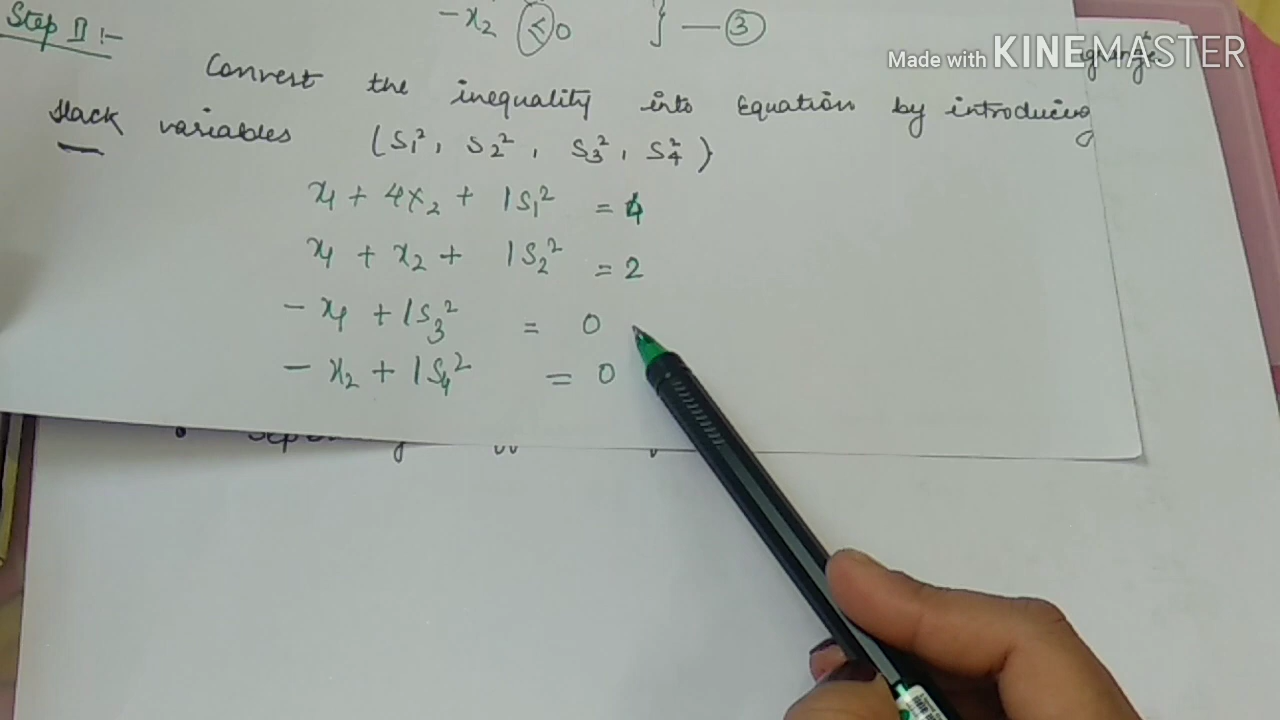 -x₂ ≤ 0 } — ③
Step II :-
Made with KINEMASTER
Convert the inequality into Equation by introducing
slack variables (S₁², S₂², S₃², S₄²)
x₁ + 4x₂ + 1S₁² = 4
x₁ + x₂ + 1S₂² = 2
- x₁ + 1S₃² = 0
- x₂ + 1S₄² = 0